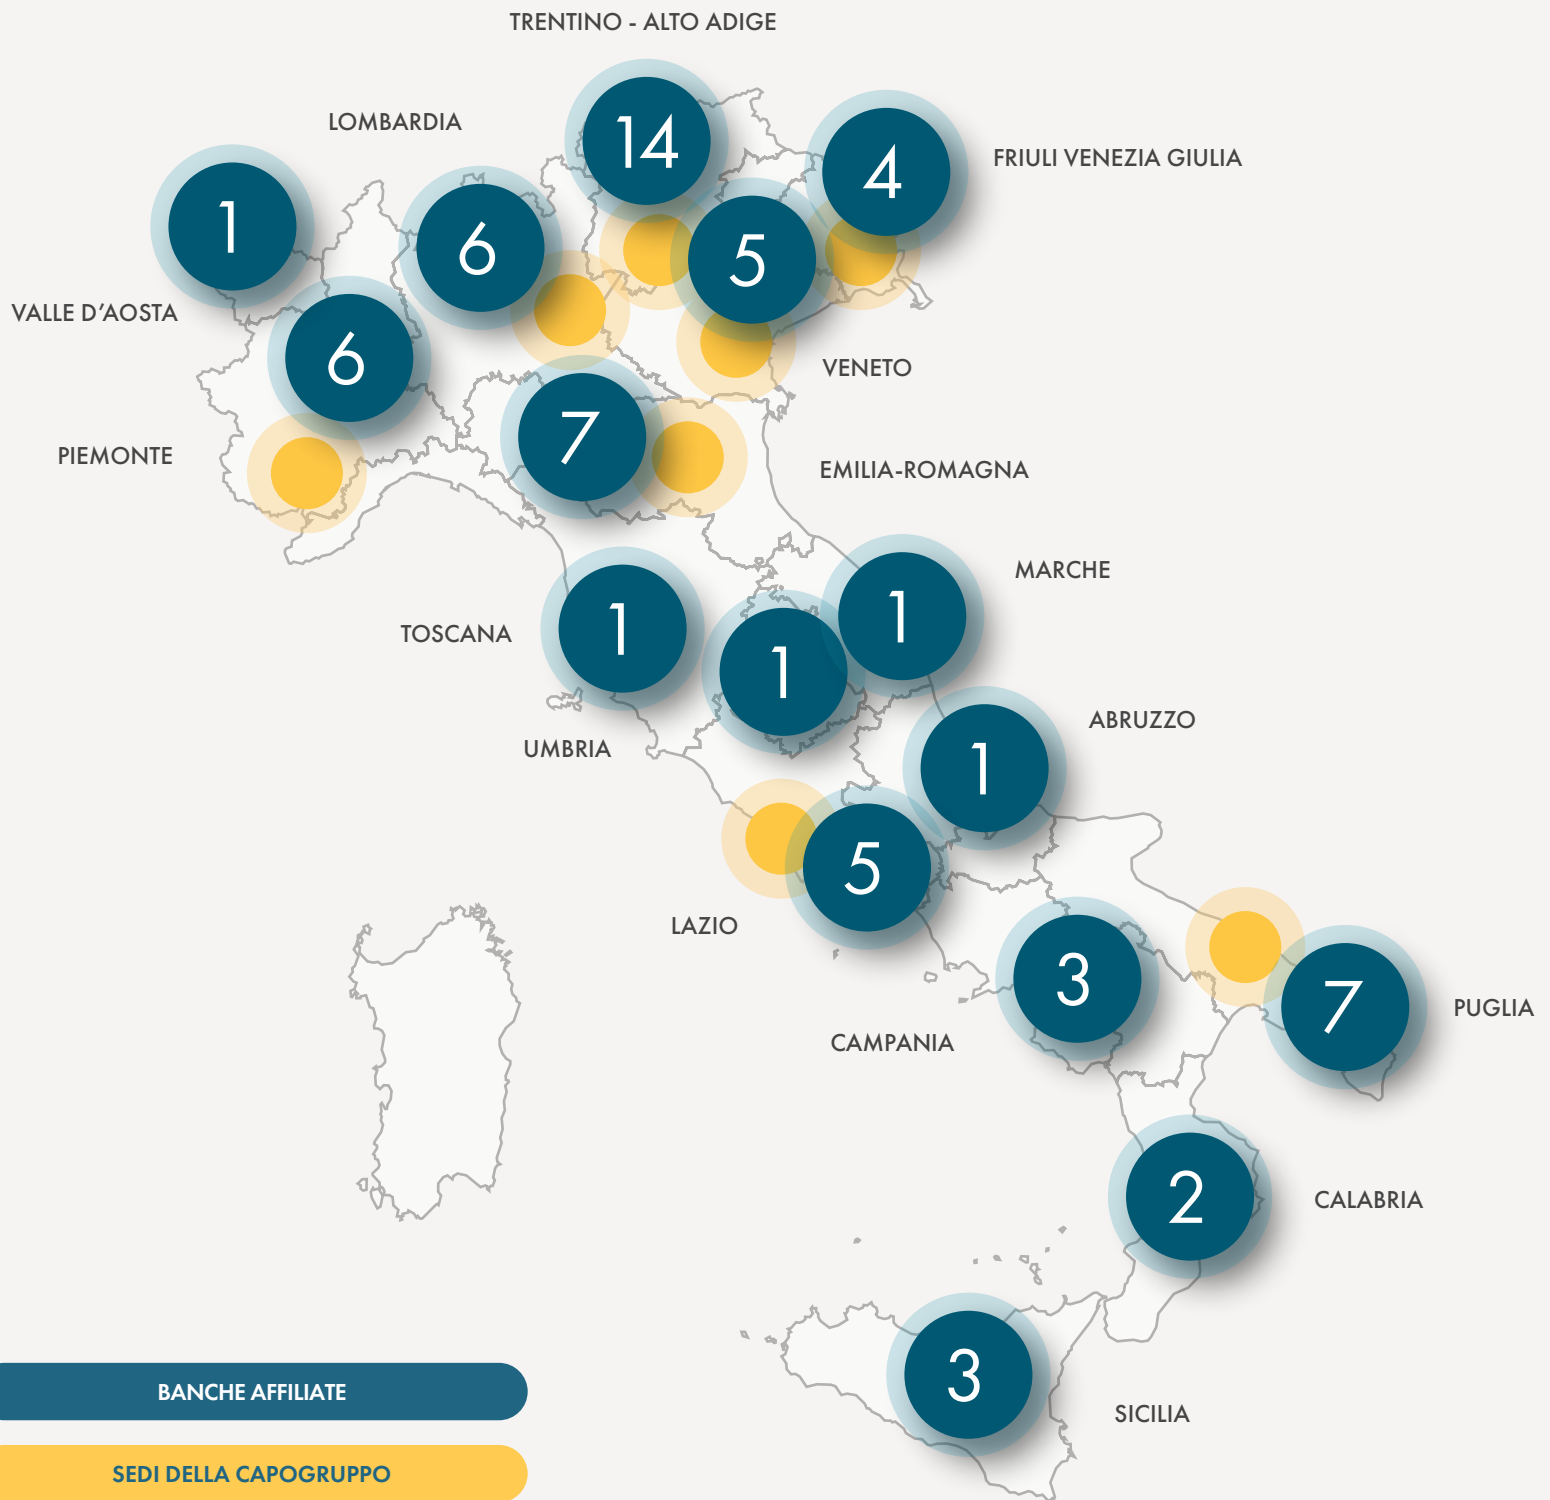 TRENTINO - ALTO ADIGE
14
LOMBARDIA
4
FRIULI VENEZIA GIULIA
1
6
5
VALLE D’AOSTA
6
VENETO
7
PIEMONTE
EMILIA-ROMAGNA
MARCHE
1
TOSCANA
1
1
ABRUZZO
UMBRIA
1
5
LAZIO
3
7
PUGLIA
CAMPANIA
2
CALABRIA
3
BANCHE AFFILIATE
SICILIA
SEDI DELLA CAPOGRUPPO